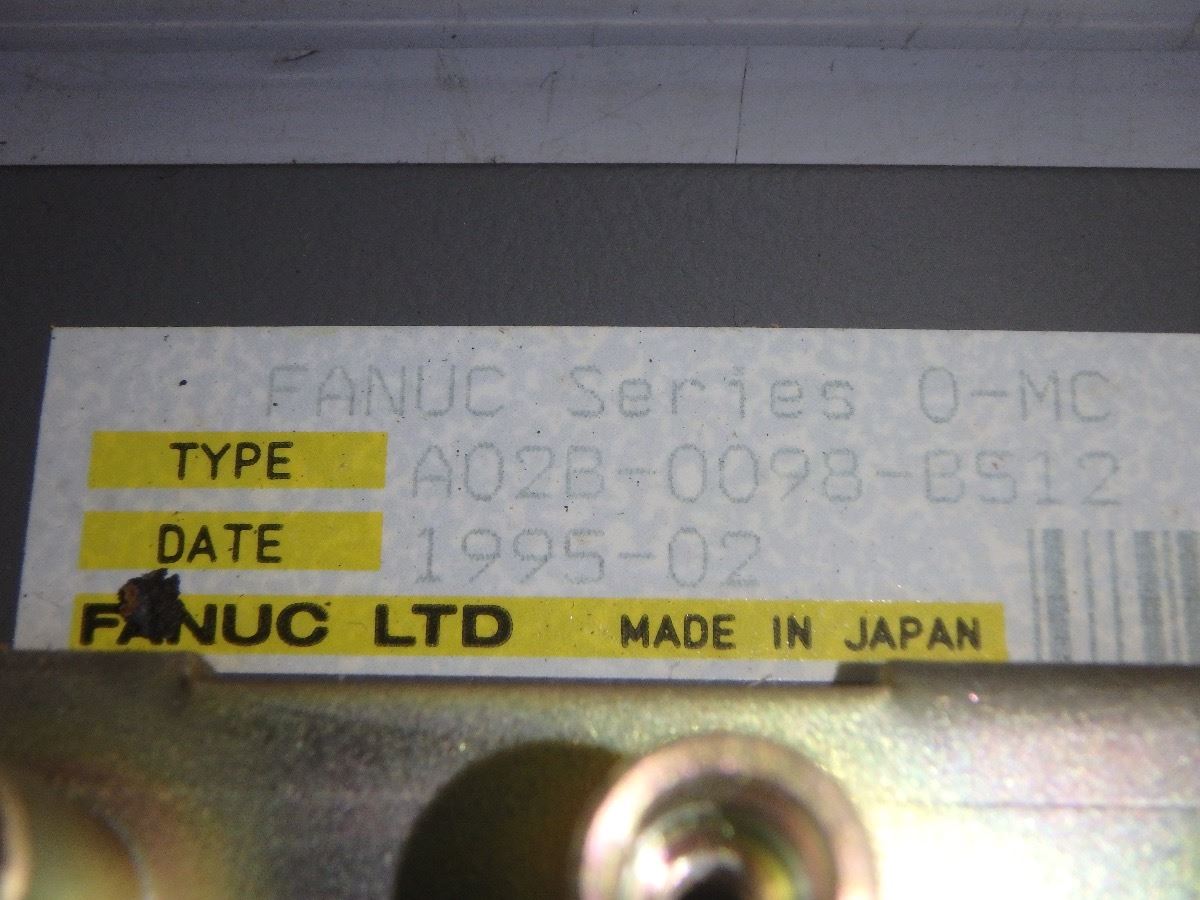 FANUC Series 0-MC
TYPE A02B-0098-B512
DATE 1995-02
FANUC LTD MADE IN JAPAN